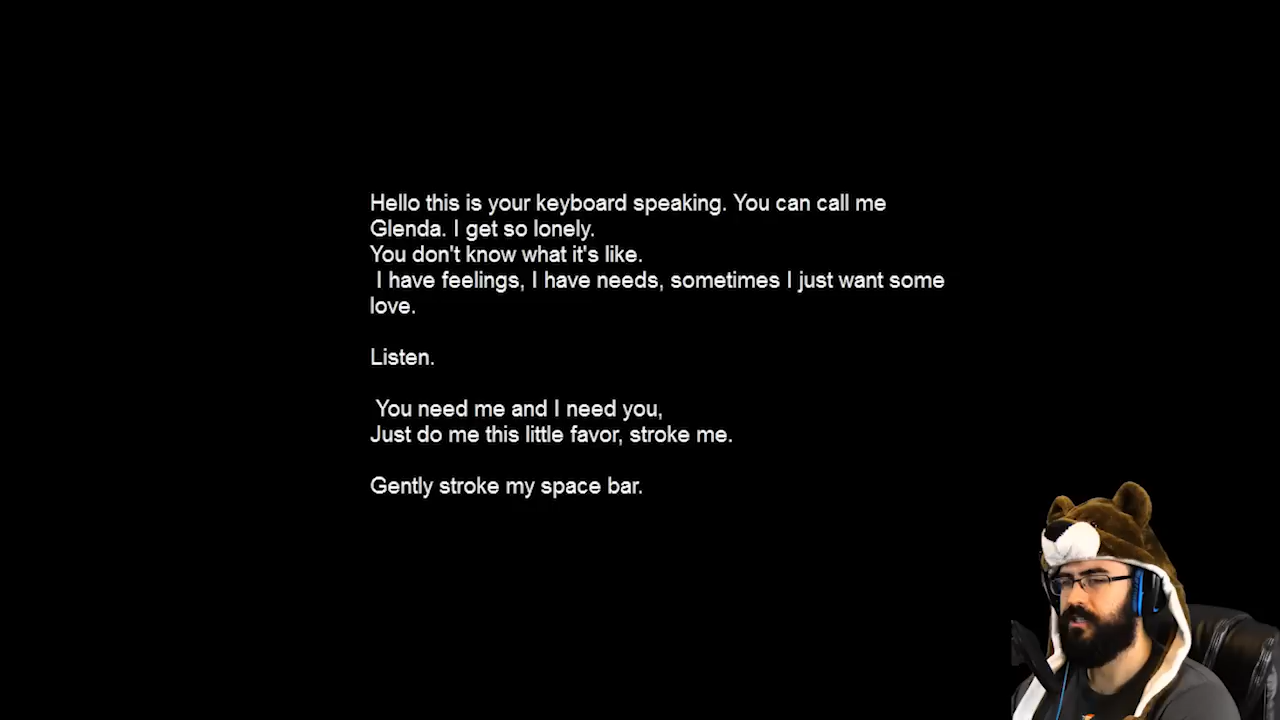 Hello this is your keyboard speaking. You can call me
Glenda. I get so lonely.
You don't know what it's like.
I have feelings, I have needs, sometimes I just want some
love.
Listen.
You need me and I need you,
Just do me this little favor, stroke me.
Gently stroke my space bar.